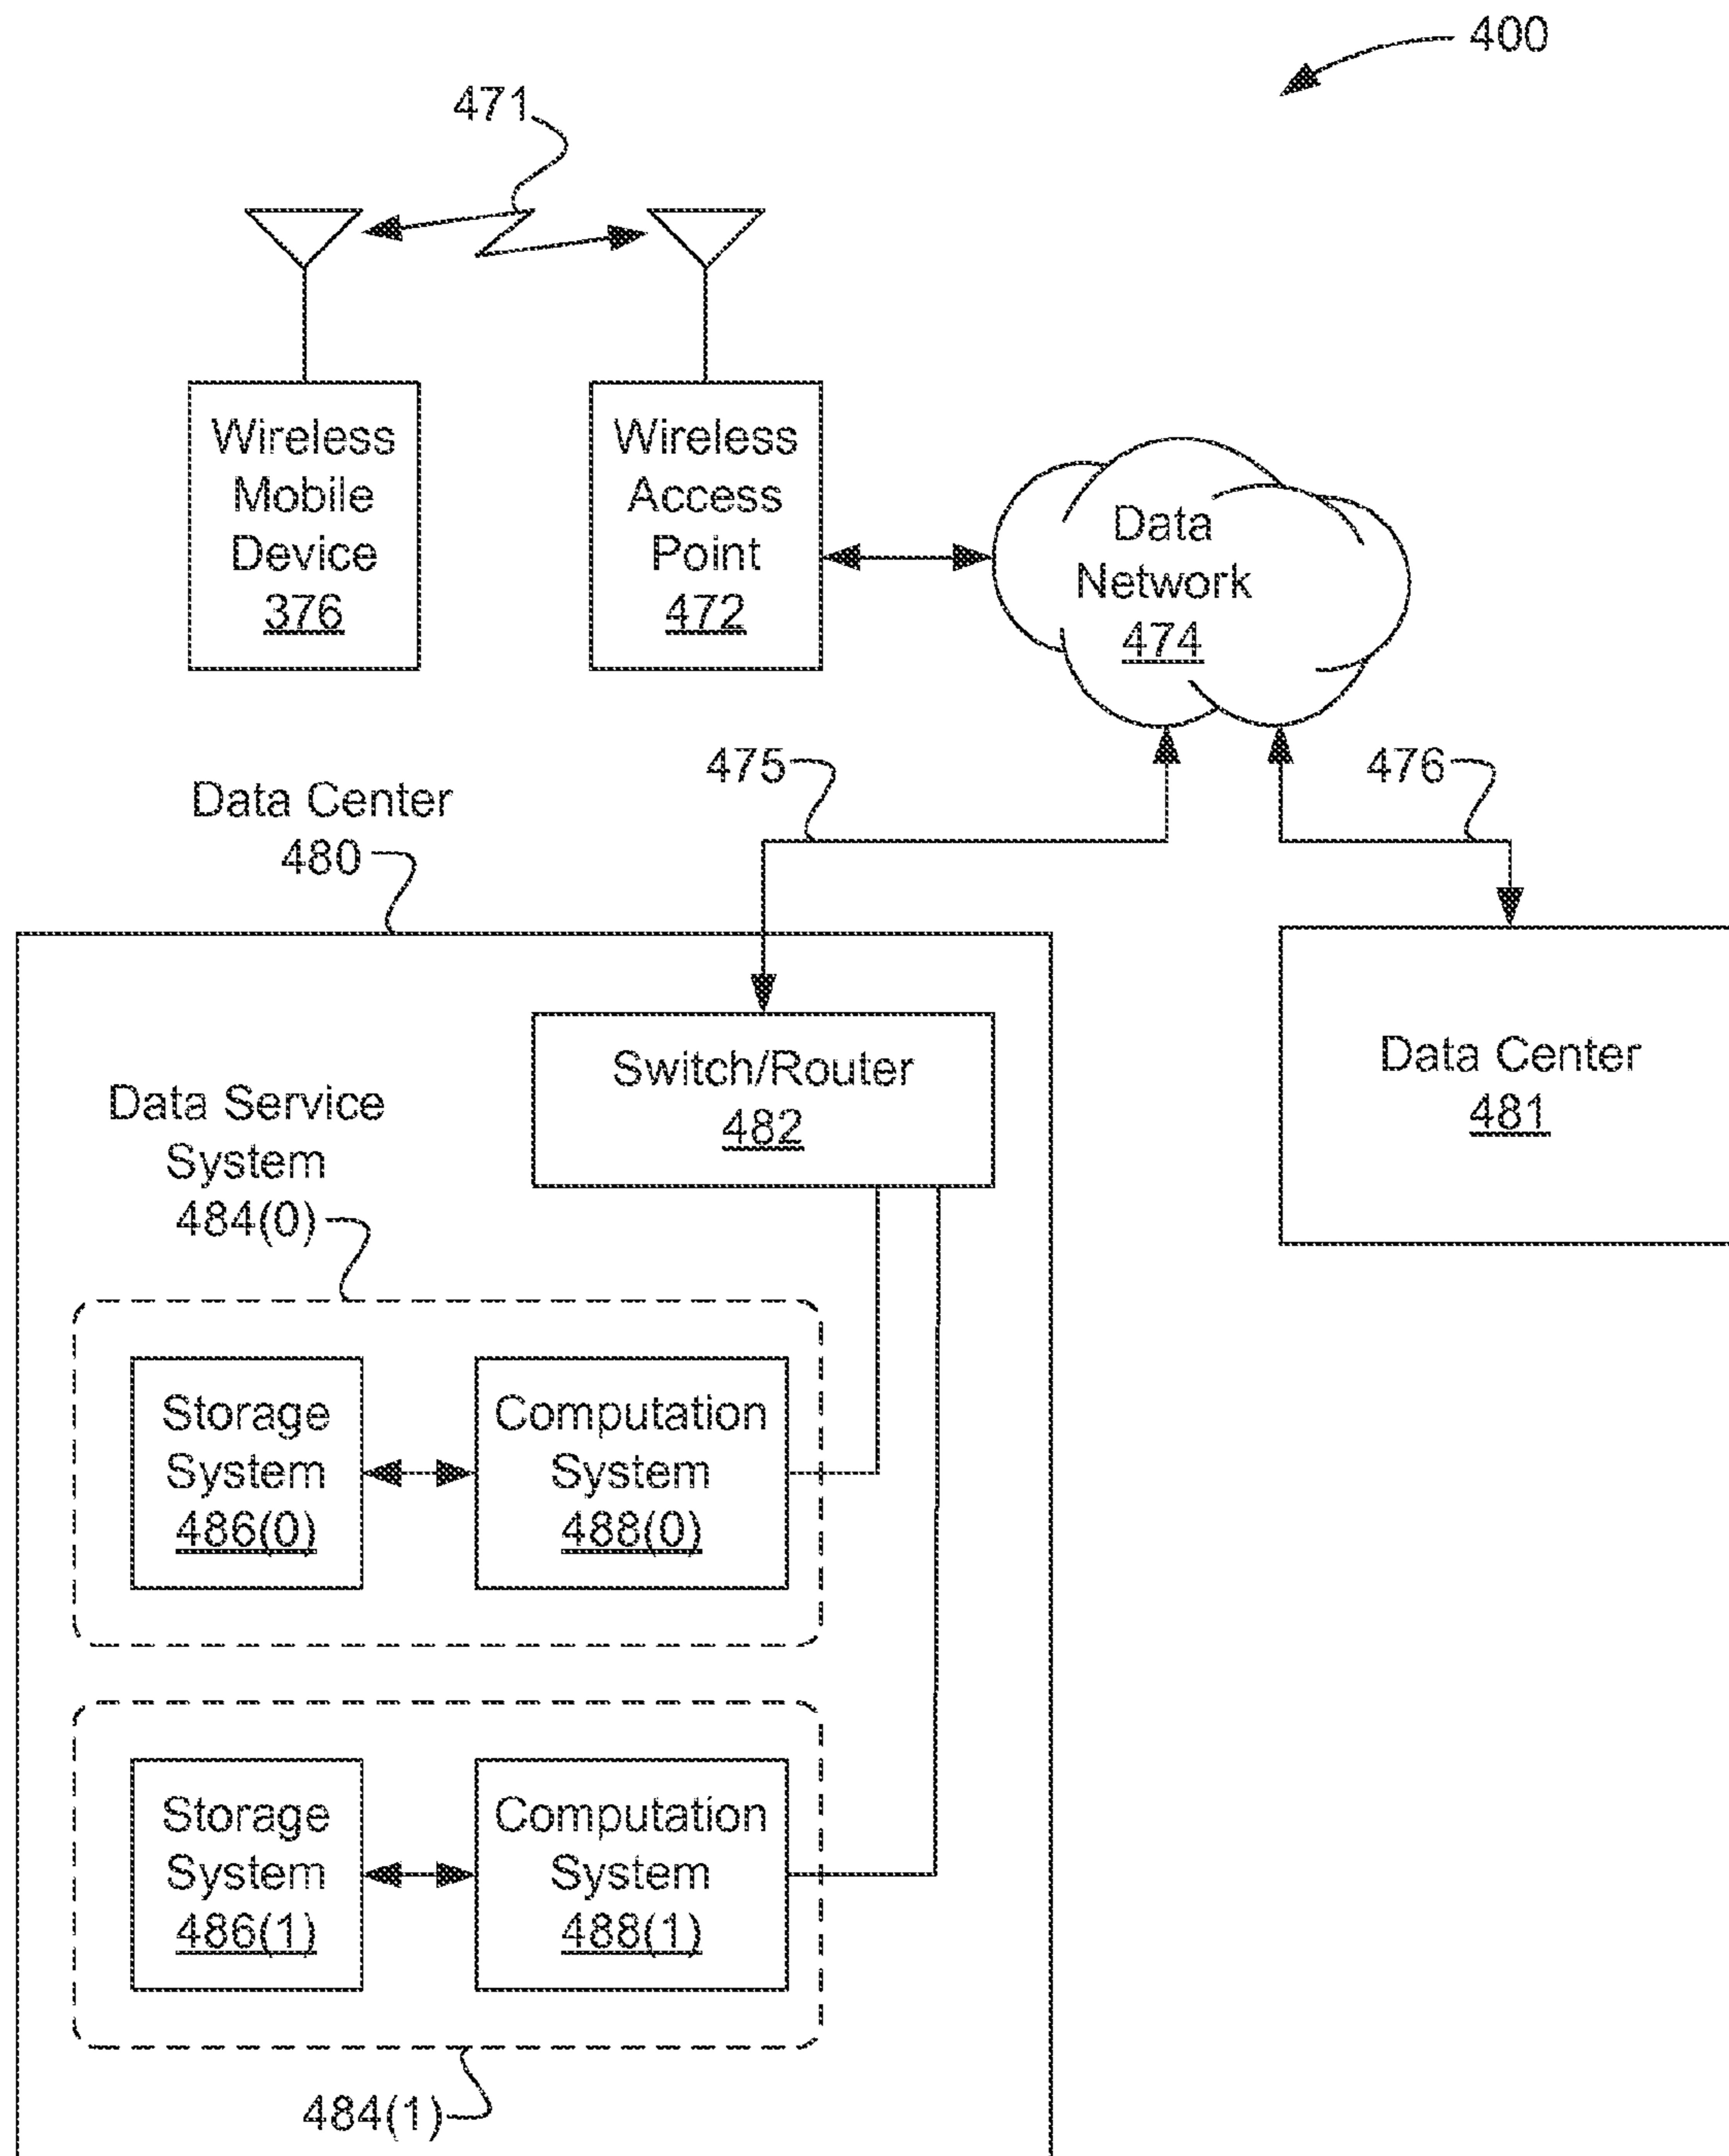 400
471
Wireless
Mobile
Device
376
Wireless
Access
Point
472
Data
Network
474
475
476
Data Center
480
Switch/Router
482
Data Center
481
Data Service
System
484(0)
Storage
System
486(0)
Computation
System
488(0)
Storage
System
486(1)
Computation
System
488(1)
484(1)